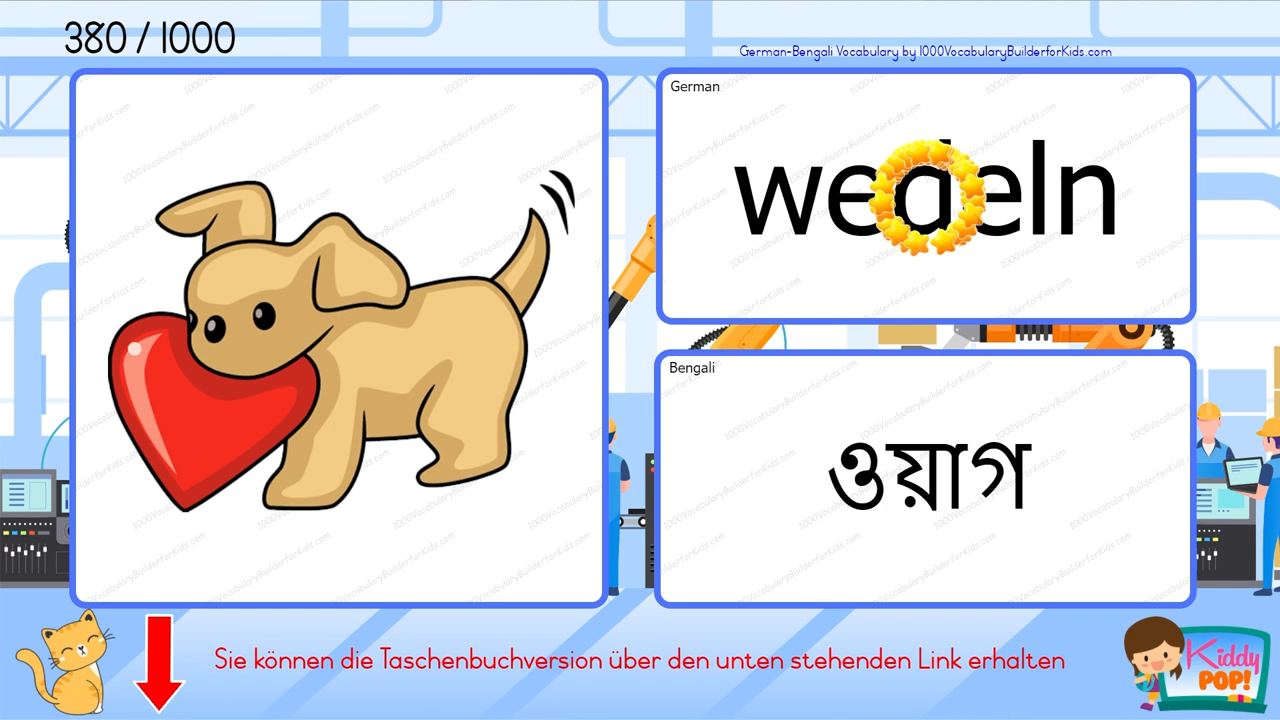 380 / 1000
German-Bengali Vocabulary by 1000VocabularyBuilderforKids.com
German
wedeln
Bengali
ওয়াগ
Sie können die Taschenbuchversion über den unten stehenden Link erhalten
Kiddy
POP!